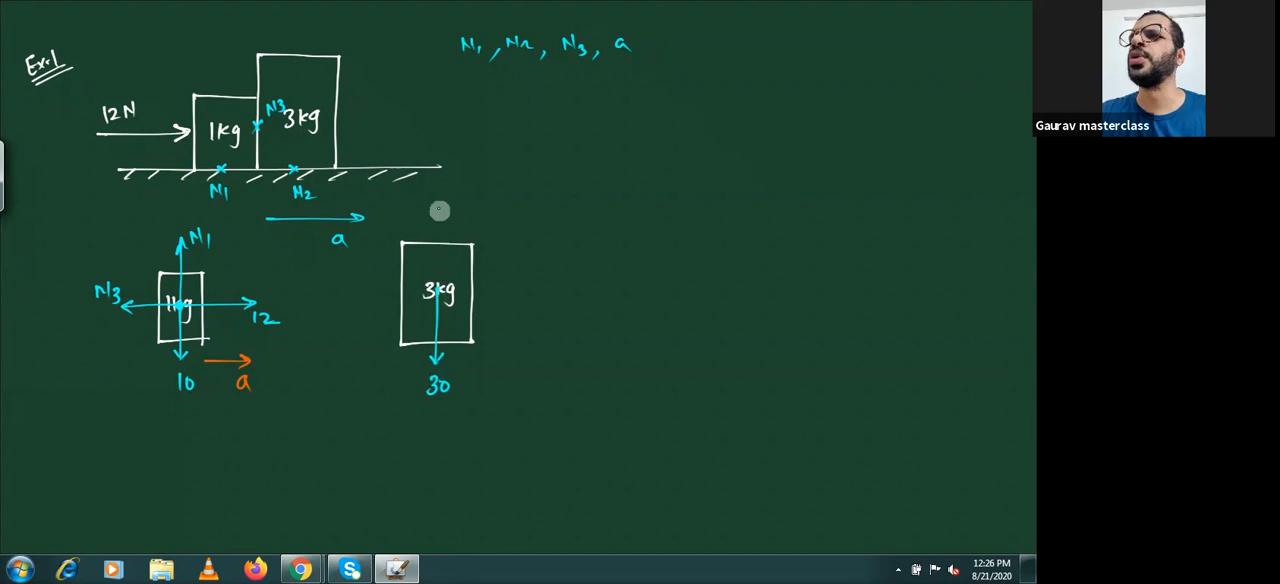 Ex-1
N1, N2, N3, a
12N
1kg
N3
3kg
N1
N2
a
N1
N3
1kg
12
10
a
3kg
30
Gaurav masterclass
12:26 PM
8/21/2020